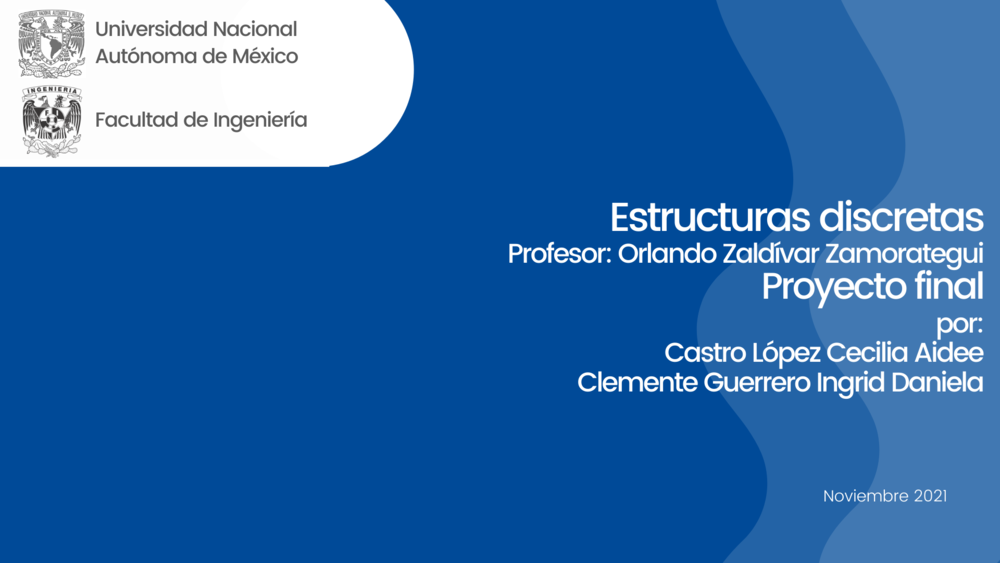 Universidad Nacional
Autónoma de México
INGENIERIA
Facultad de Ingeniería
Estructuras discretas
Profesor: Orlando Zaldívar Zamorategui
Proyecto final
por:
Castro López Cecilia Aidee
Clemente Guerrero Ingrid Daniela
Noviembre 2021